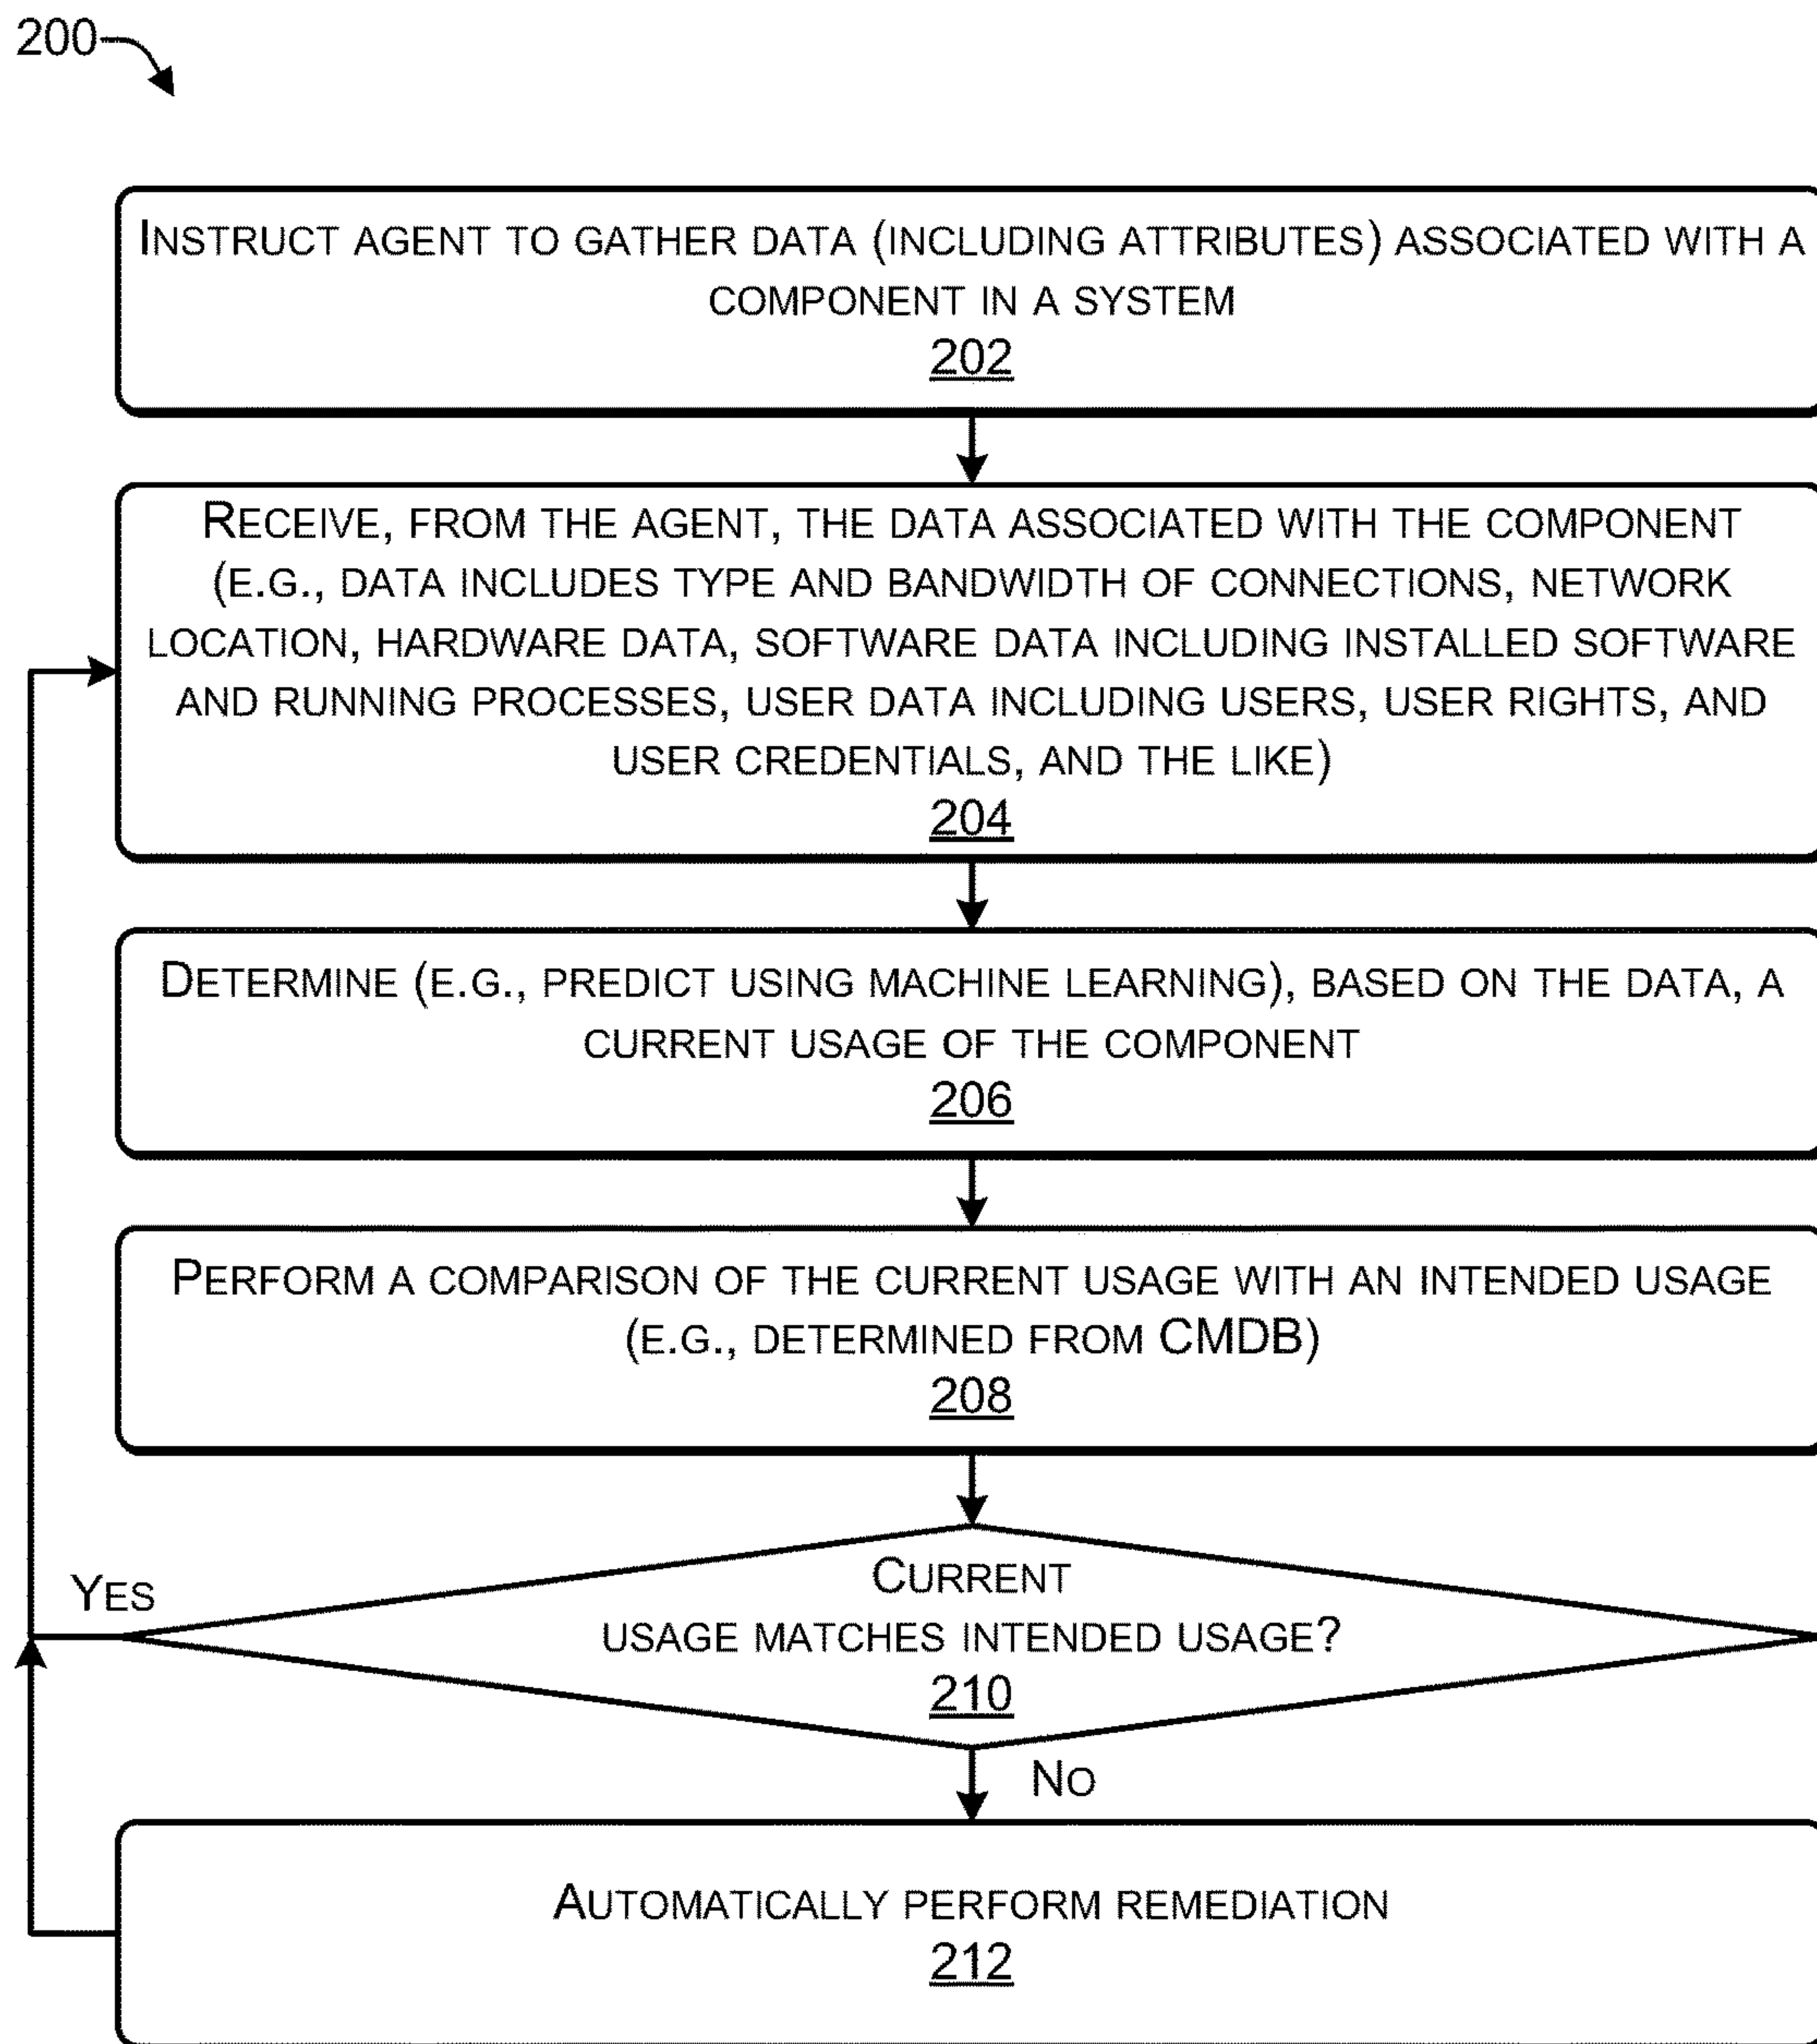 200
INSTRUCT AGENT TO GATHER DATA (INCLUDING ATTRIBUTES) ASSOCIATED WITH A
COMPONENT IN A SYSTEM
202
RECEIVE, FROM THE AGENT, THE DATA ASSOCIATED WITH THE COMPONENT
(E.G., DATA INCLUDES TYPE AND BANDWIDTH OF CONNECTIONS, NETWORK
LOCATION, HARDWARE DATA, SOFTWARE DATA INCLUDING INSTALLED SOFTWARE
AND RUNNING PROCESSES, USER DATA INCLUDING USERS, USER RIGHTS, AND
USER CREDENTIALS, AND THE LIKE)
204
DETERMINE (E.G., PREDICT USING MACHINE LEARNING), BASED ON THE DATA, A
CURRENT USAGE OF THE COMPONENT
206
PERFORM A COMPARISON OF THE CURRENT USAGE WITH AN INTENDED USAGE
(E.G., DETERMINED FROM CMDB)
208
YES
CURRENT
USAGE MATCHES INTENDED USAGE?
210
NO
AUTOMATICALLY PERFORM REMEDIATION
212